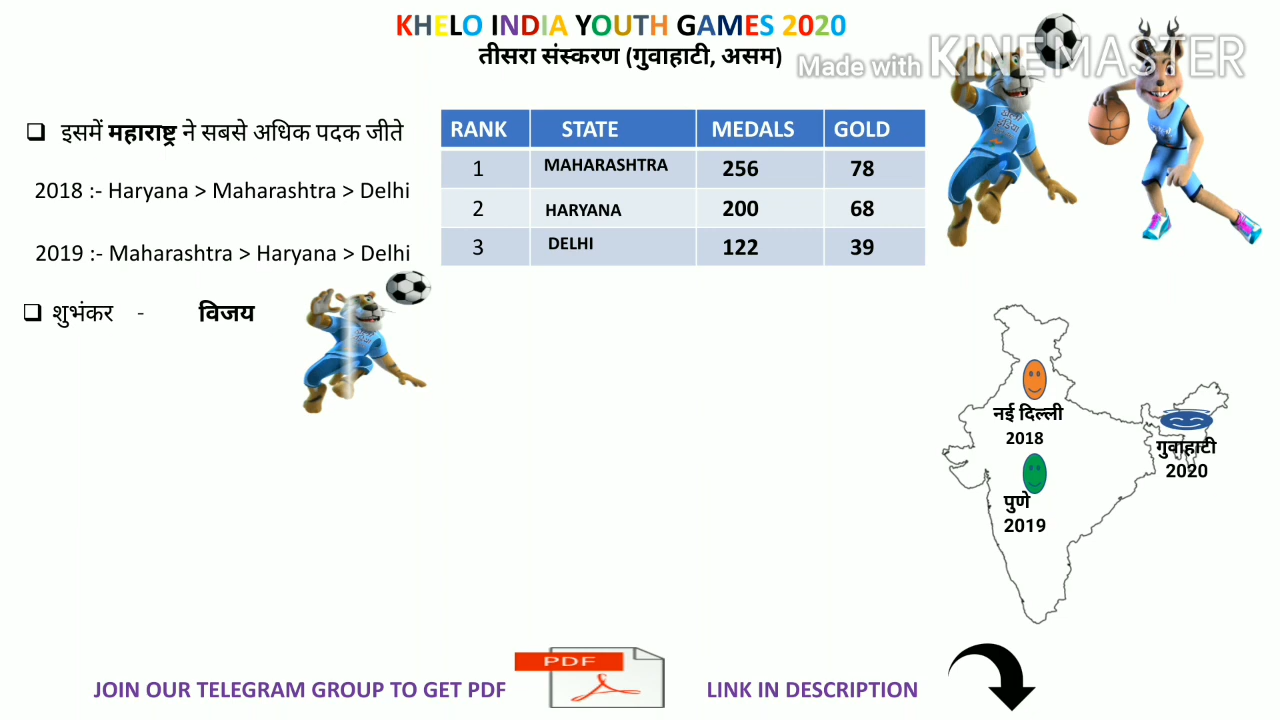 KHELO INDIA YOUTH GAMES 2020
तीसरा संस्करण (गुवाहाटी, असम)
Made with KINEMASTER
❑ इसमें महाराष्ट्र ने सबसे अधिक पदक जीते
2018 :- Haryana > Maharashtra > Delhi
2019 :- Maharashtra > Haryana > Delhi
❑ शुभंकर - विजय
RANK STATE MEDALS GOLD
1 MAHARASHTRA 256 78
2 HARYANA 200 68
3 DELHI 122 39
नई दिल्ली
2018
गुवाहाटी
2020
पुणे
2019
PDF
JOIN OUR TELEGRAM GROUP TO GET PDF
LINK IN DESCRIPTION